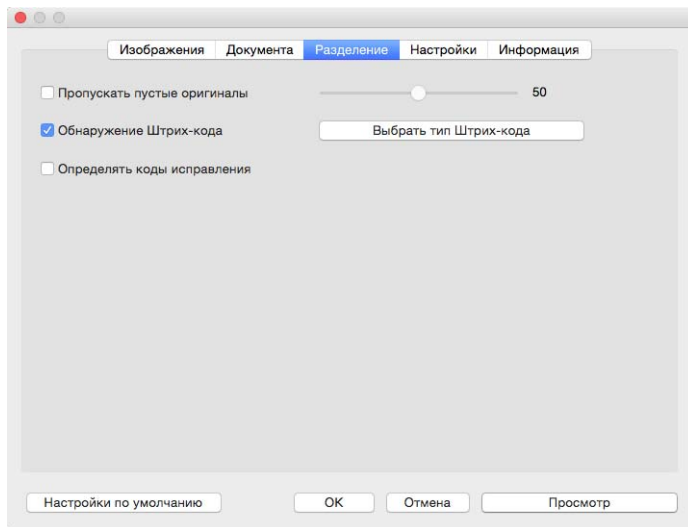 Изображения Документа Разделение Настройки Информация
Пропускать пустые оригиналы 50
Обнаружение Штрих-кода Выбрать тип Штрих-кода
Определять коды исправления
Настройки по умолчанию OK Отмена Просмотр